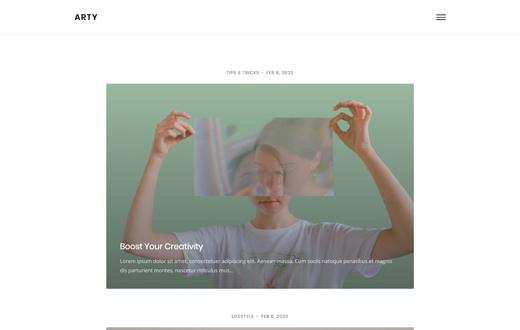 ARTY
TIPS & TRICKS • FEB 6, 2020
Boost Your Creativity
Lorem ipsum dolor sit amet, consectetuer adipiscing elit. Aenean massa. Cum sociis natoque penatibus et magnis
dis parturient montes, nascetur ridiculus mus...
LIFESTYLE • FEB 6, 2020